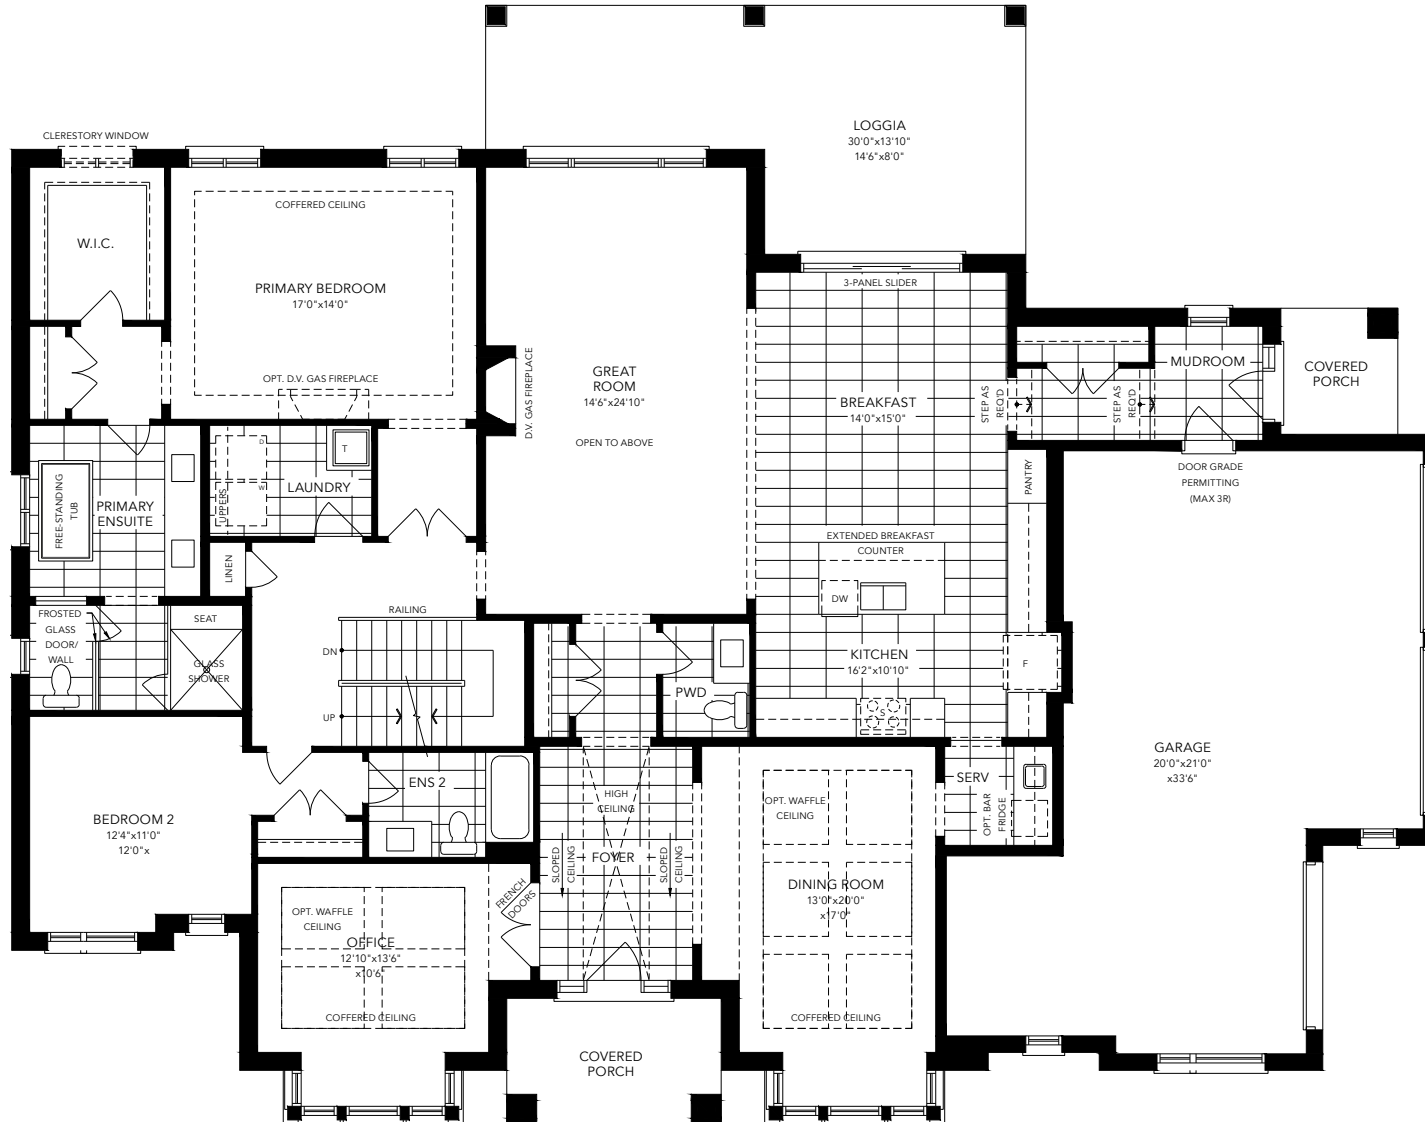 LOGGIA
30'0"x13'10"
14'6"x8'0"
CLERESTORY WINDOW
COFFERED CEILING
W.I.C.
PRIMARY BEDROOM
17'0"x14'0"
OPT. D.V. GAS FIREPLACE
D.V. GAS FIREPLACE
GREAT
ROOM
14'6"x24'10"
OPEN TO ABOVE
3-PANEL SLIDER
BREAKFAST
14'0"x15'0"
STEP AS
REQ'D
STEP AS
REQ'D
MUDROOM
COVERED
PORCH
DOOR GRADE
PERMITTING
(MAX 3R)
PANTRY
FREE-STANDING
TUB
PRIMARY
ENSUITE
D
W
T
UPPERS
LAUNDRY
LINEN
EXTENDED BREAKFAST
COUNTER
DW
KITCHEN
16'2"x10'10"
F
S
FROSTED
GLASS
DOOR/
WALL
SEAT
GLASS
SHOWER
RAILING
DN
UP
PWD
GARAGE
20'0"x21'0"
x33'6"
SERV
OPT. BAR
FRIDGE
ENS 2
BEDROOM 2
12'4"x11'0"
12'0"x
HIGH
CEILING
SLOPED
CEILING
FOYER
SLOPED
CEILING
OPT. WAFFLE
CEILING
DINING ROOM
13'0"x20'0"
x17'0"
COFFERED CEILING
FRENCH
DOORS
OPT. WAFFLE
CEILING
OFFICE
12'10"x13'6"
x10'6"
COFFERED CEILING
COVERED
PORCH